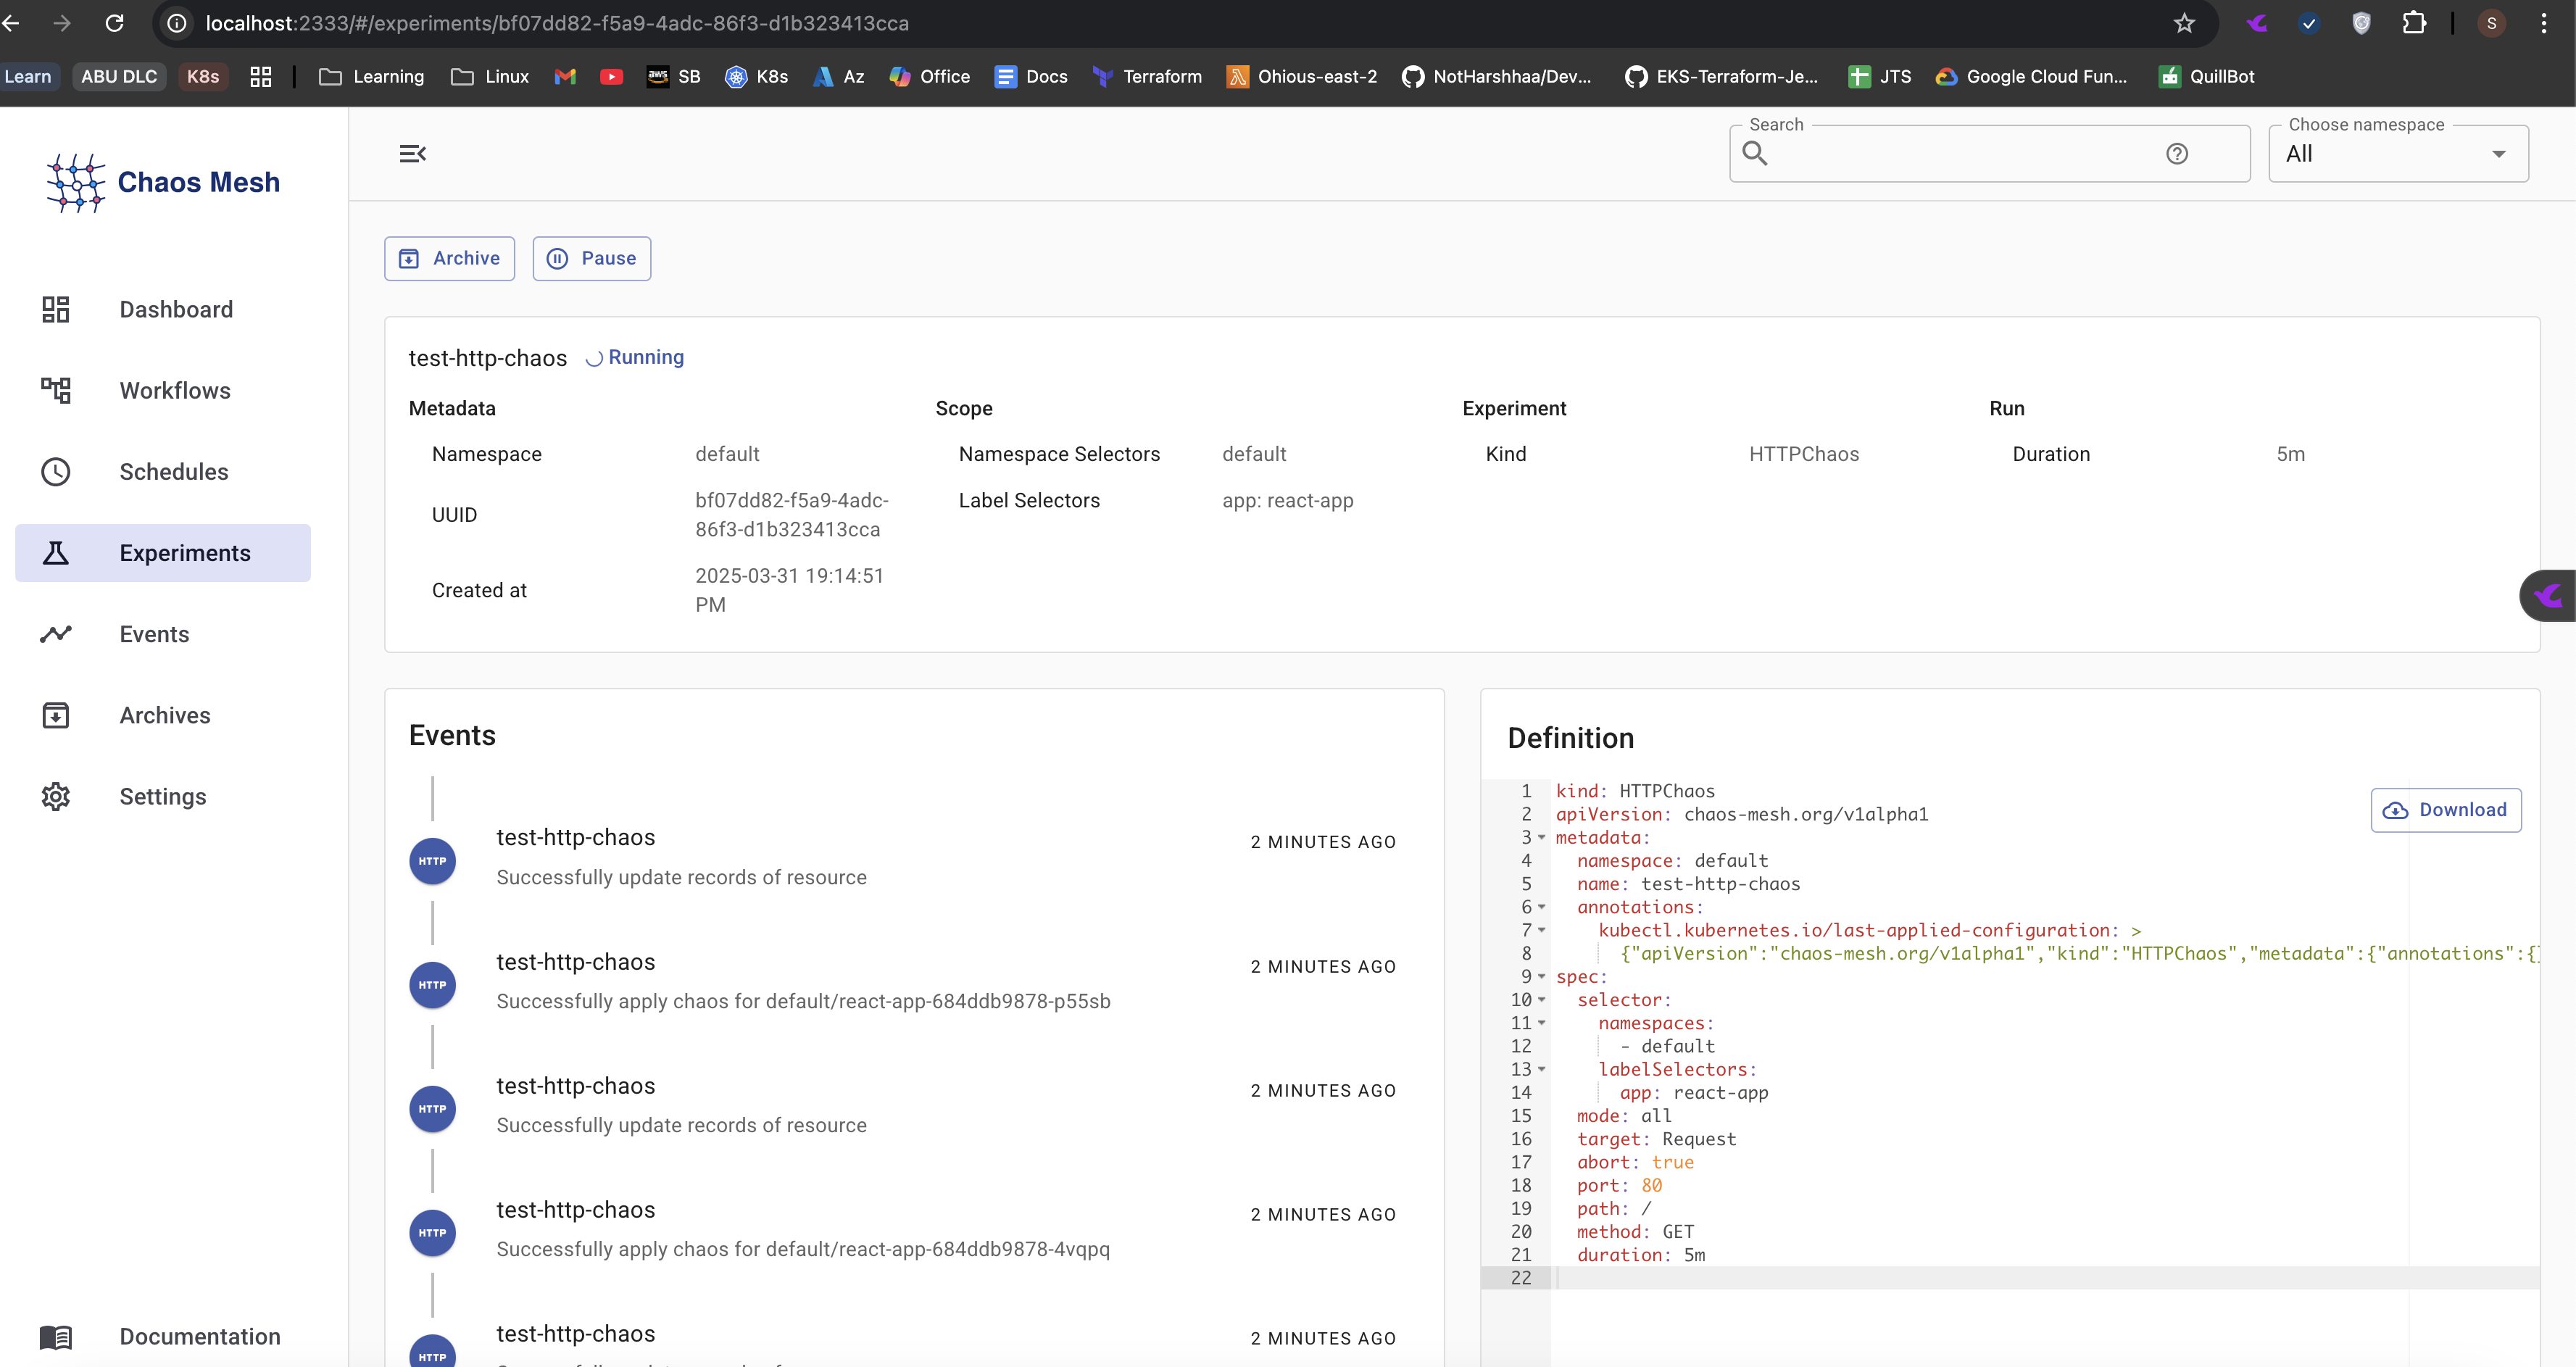 localhost:2333/#/experiments/bf07dd82-f5a9-4adc-86f3-d1b323413cca
S
Learn
ABU DLC
K8s
Learning
Linux
aws
SB
K8s
Az
Office
Docs
Terraform
Ohious-east-2
NotHarshhaa/Dev...
EKS-Terraform-Je...
JTS
Google Cloud Fun...
QuillBot
Chaos Mesh
Search
Choose namespace
All
Dashboard
Workflows
Schedules
Experiments
Events
Archives
Settings
Documentation
Archive
Pause
test-http-chaos Running
Metadata
Namespace default
UUID bf07dd82-f5a9-4adc-
86f3-d1b323413cca
Created at 2025-03-31 19:14:51
PM
Scope
Namespace Selectors default
Label Selectors app: react-app
Experiment
Kind HTTPChaos
Run
Duration 5m
Events
HTTP
test-http-chaos 2 MINUTES AGO
Successfully update records of resource
HTTP
test-http-chaos 2 MINUTES AGO
Successfully apply chaos for default/react-app-684ddb9878-p55sb
HTTP
test-http-chaos 2 MINUTES AGO
Successfully update records of resource
HTTP
test-http-chaos 2 MINUTES AGO
Successfully apply chaos for default/react-app-684ddb9878-4vqpq
HTTP
test-http-chaos 2 MINUTES AGO
Definition
Download
1 kind: HTTPChaos
2 apiVersion: chaos-mesh.org/v1alpha1
3 metadata:
4 namespace: default
5 name: test-http-chaos
6 annotations:
7 kubectl.kubernetes.io/last-applied-configuration: >
8 {"apiVersion":"chaos-mesh.org/v1alpha1","kind":"HTTPChaos","metadata":{"annotations":{}
9 spec:
10 selector:
11 namespaces:
12 - default
13 labelSelectors:
14 app: react-app
15 mode: all
16 target: Request
17 abort: true
18 port: 80
19 path: /
20 method: GET
21 duration: 5m
22